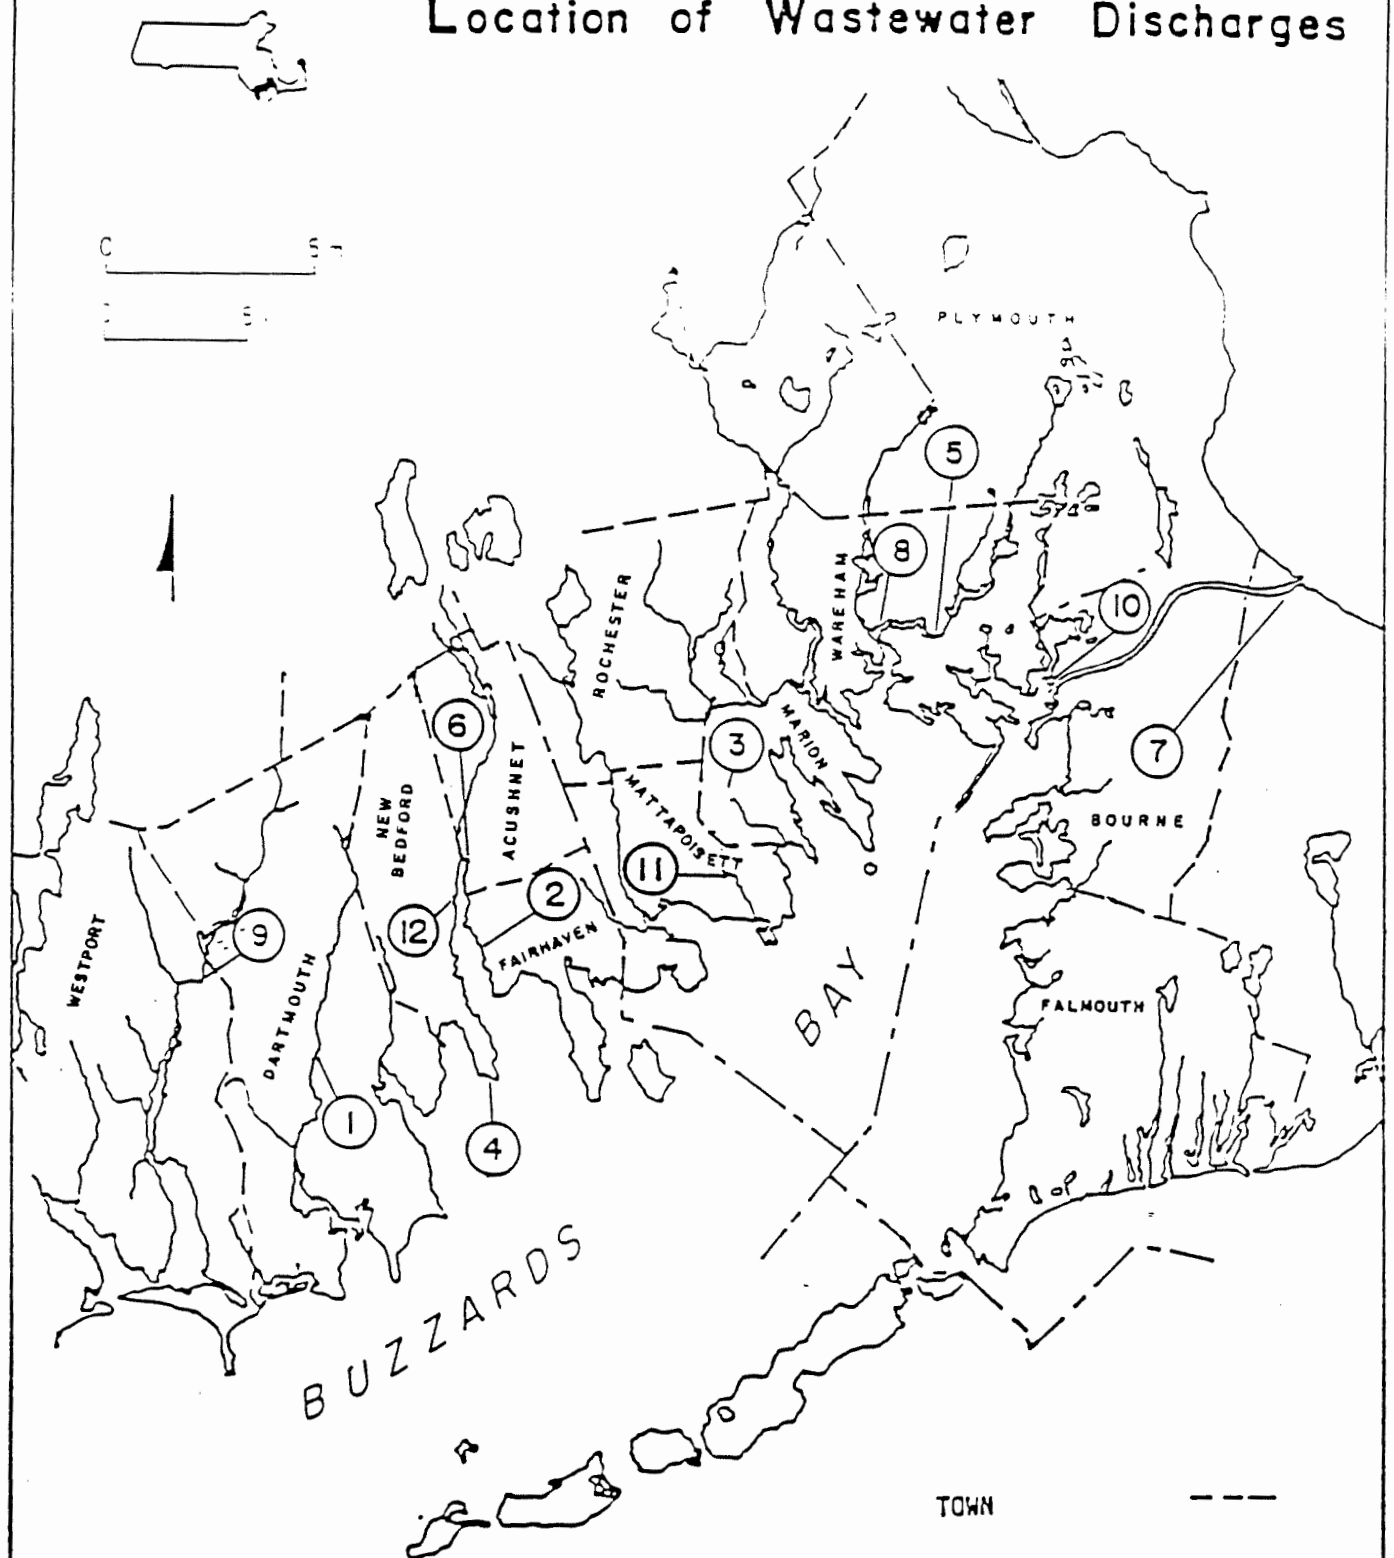 Location of Wastewater Discharges
PLYMOUTH
5
8
WAREHAM
10
ROCHESTER
6
3
MARION
7
ACUSHNET
NEW
BEDFORD
MATTAPOISETT
BOURNE
11
2
12
9
WESTPORT
FAIRHAVEN
DARTMOUTH
BAY
FALMOUTH
1
4
BUZZARDS
TOWN